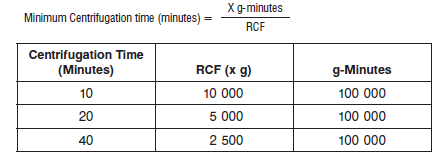 Minimum Centrifugation time (minutes) = X g-minutes / RCF
Centrifugation Time (Minutes) RCF (x g) g-Minutes
10 10 000 100 000
20 5 000 100 000
40 2 500 100 000